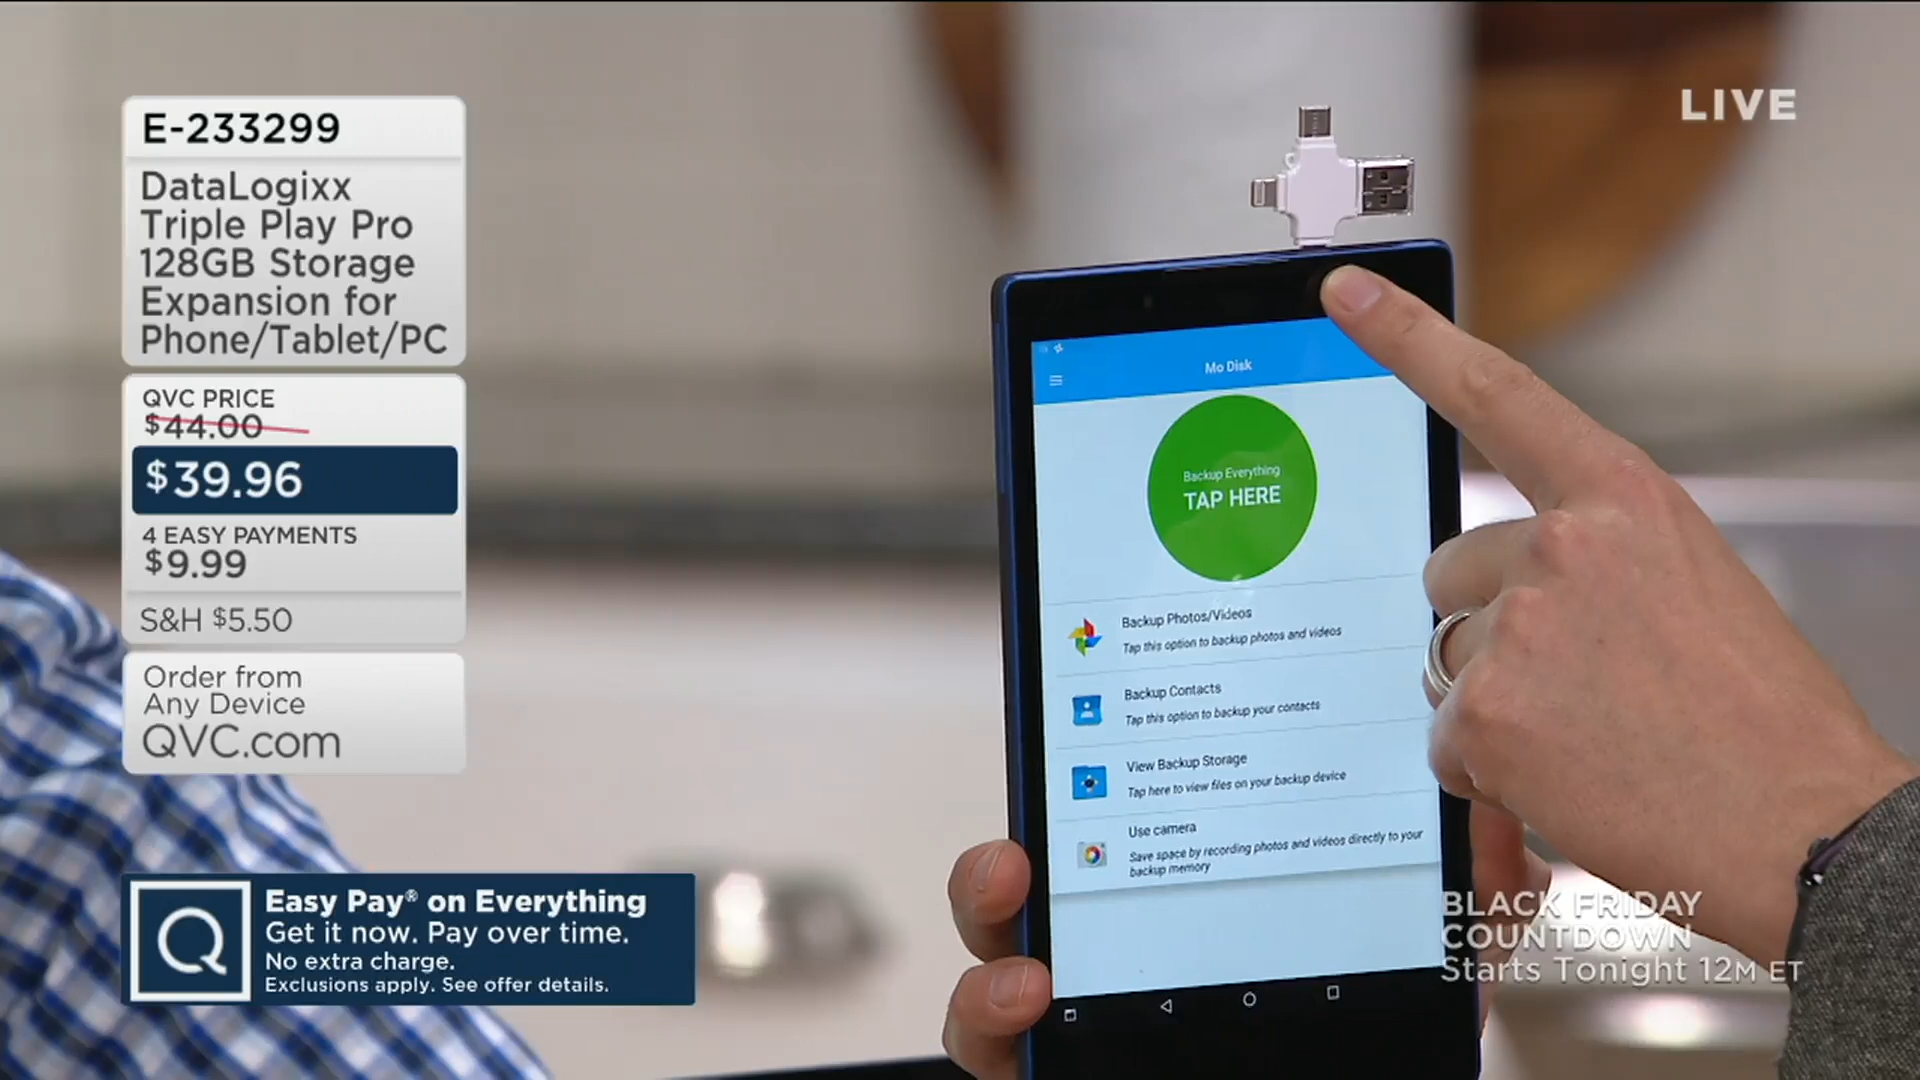 E-233299
DataLogixx
Triple Play Pro
128GB Storage
Expansion for
Phone/Tablet/PC
QVC PRICE
$44.00
$39.96
4 EASY PAYMENTS
$9.99
S&H $5.50
Order from
Any Device
QVC.com
Q
Easy Pay® on Everything
Get it now. Pay over time.
No extra charge.
Exclusions apply. See offer details.
LIVE
Mo Disk
Backup Everything
TAP HERE
Backup Photos/Videos
Tap this option to backup photos and videos
Backup Contacts
Tap this option to backup your contacts
View Backup Storage
Tap here to view files on your backup device
Use camera
Save space by recording photos and videos directly to your
backup memory
BLACK FRIDAY
COUNTDOWN
Starts Tonight 12M ET